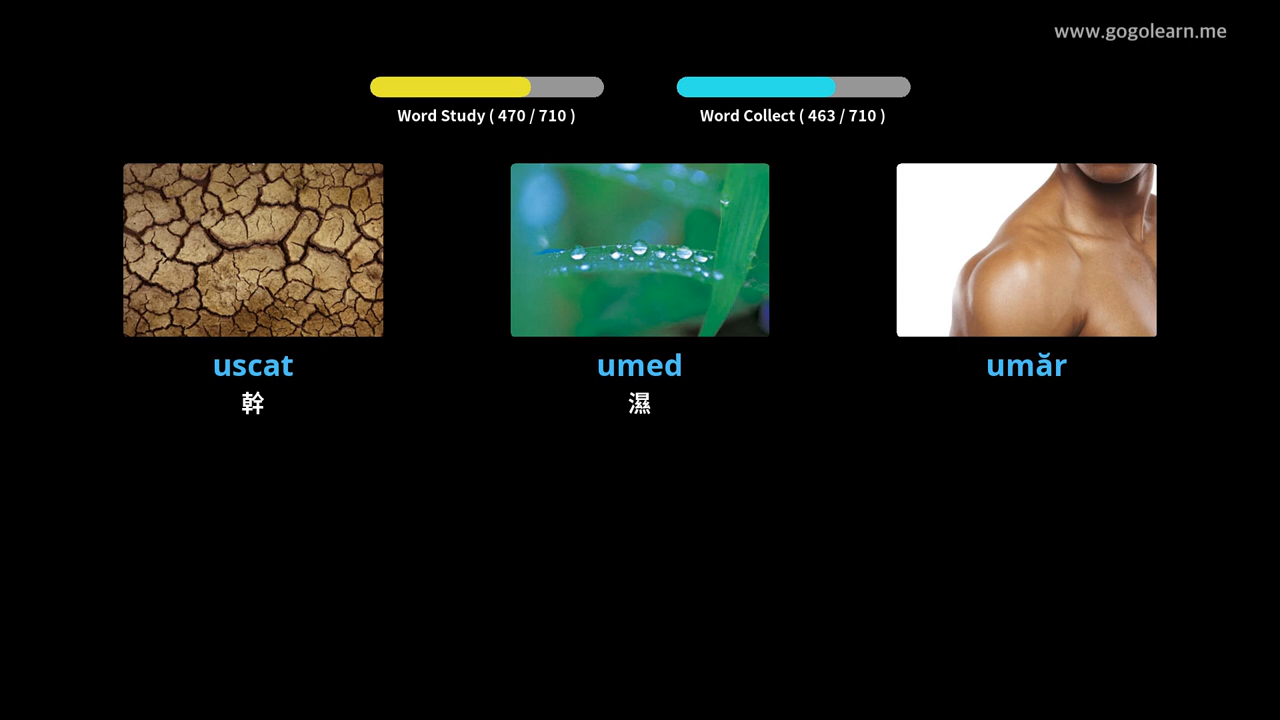 www.gogolearn.me
Word Study ( 470 / 710 )
Word Collect ( 463 / 710 )
uscat
幹
umed
濕
umăr